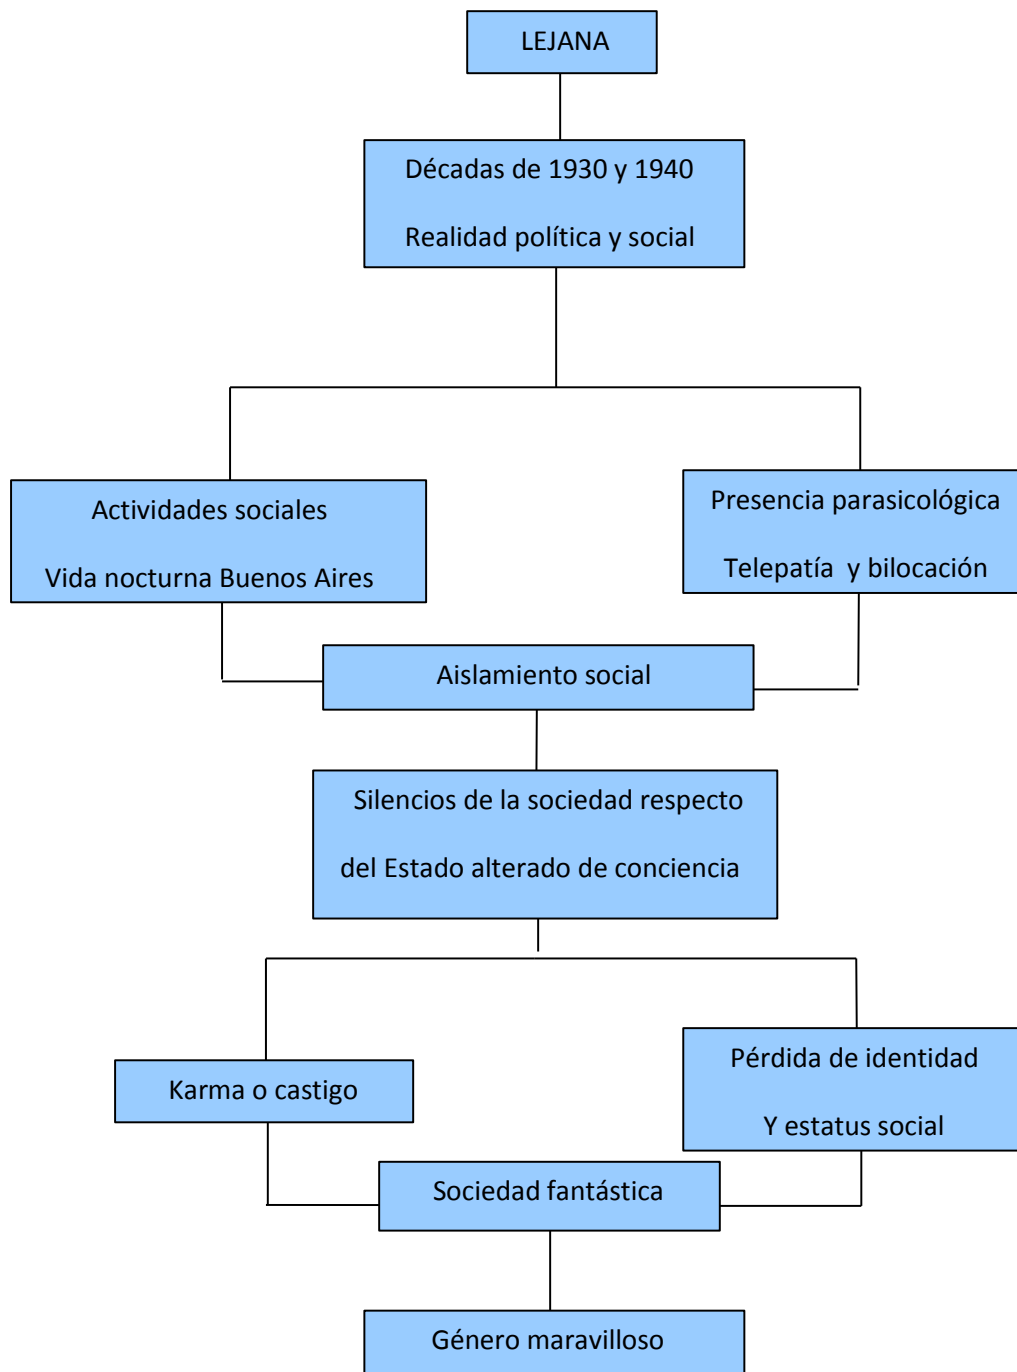 LEJANA
Décadas de 1930 y 1940
Realidad política y social
Actividades sociales
Vida nocturna Buenos Aires
Presencia parasicológica
Telepatía y bilocación
Aislamiento social
Silencios de la sociedad respecto
del Estado alterado de conciencia
Karma o castigo
Pérdida de identidad
Y estatus social
Sociedad fantástica
Género maravilloso